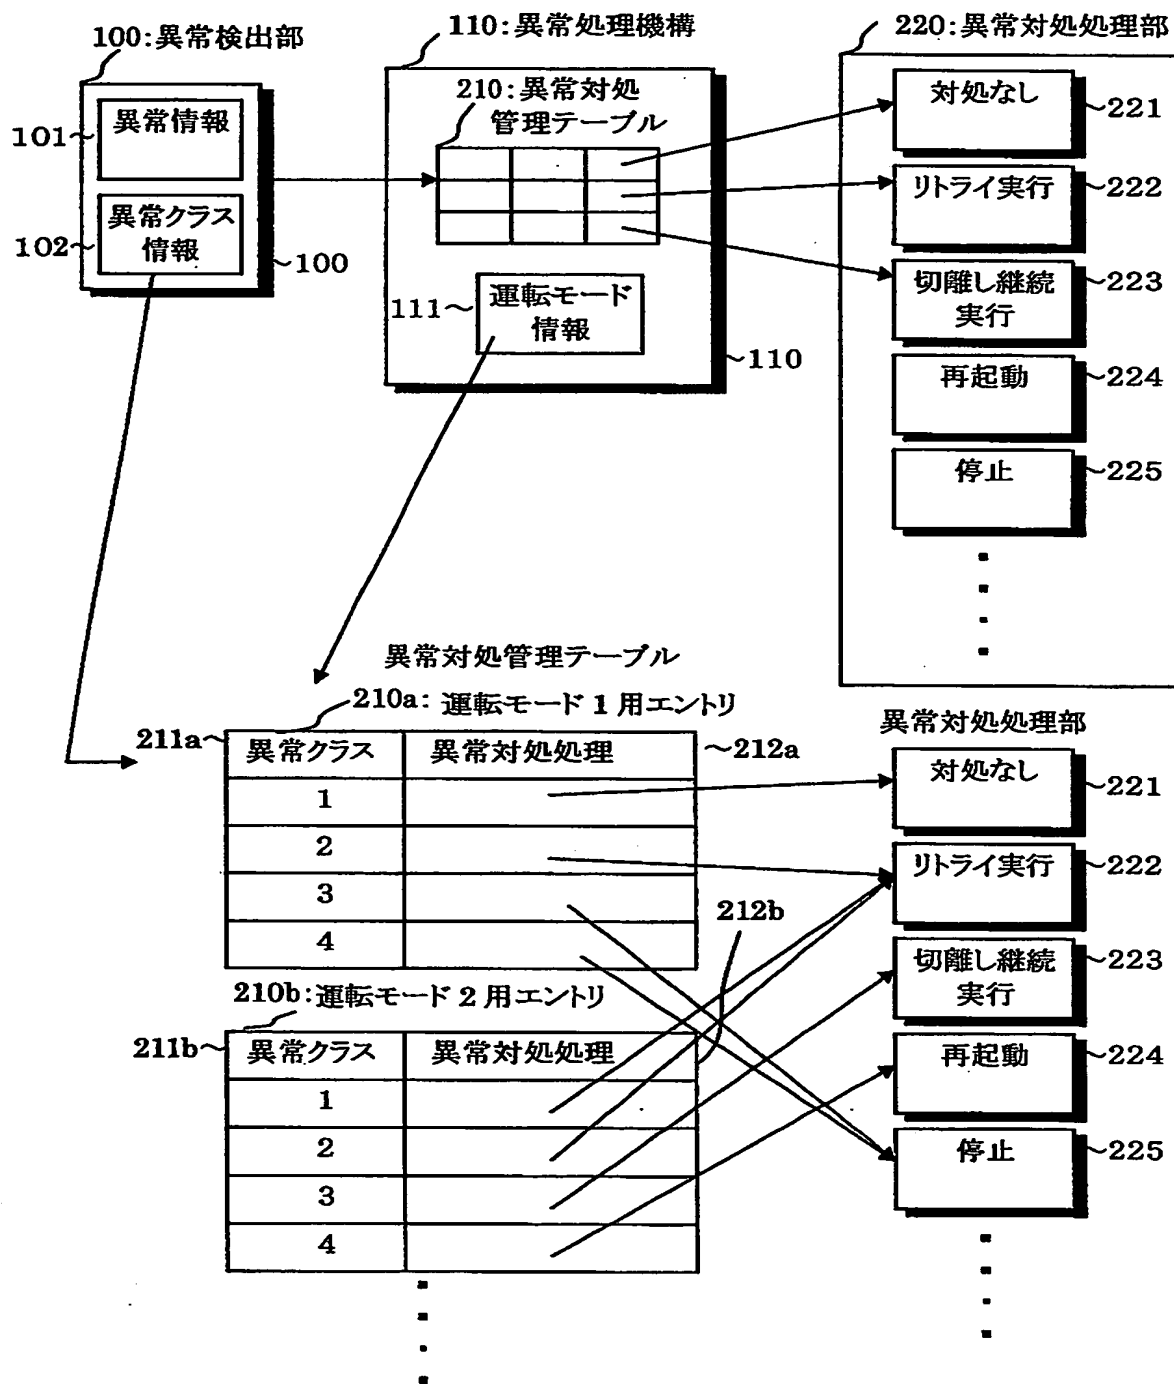 100:異常検出部
110:異常処理機構
220:異常対処処理部
101
異常情報
102
異常クラス
情報
100
210:異常対処
管理テーブル
111
運転モード
情報
110
対処なし
221
リトライ実行
222
切離し継続
実行
223
再起動
224
停止
225
異常対処管理テーブル
210a: 運転モード1用エントリ
211a
異常クラス
異常対処処理
212a
1
2
3
4
212b
210b:運転モード2用エントリ
211b
異常クラス
異常対処処理
1
2
3
4
異常対処処理部
対処なし
221
リトライ実行
222
切離し継続
実行
223
再起動
224
停止
225